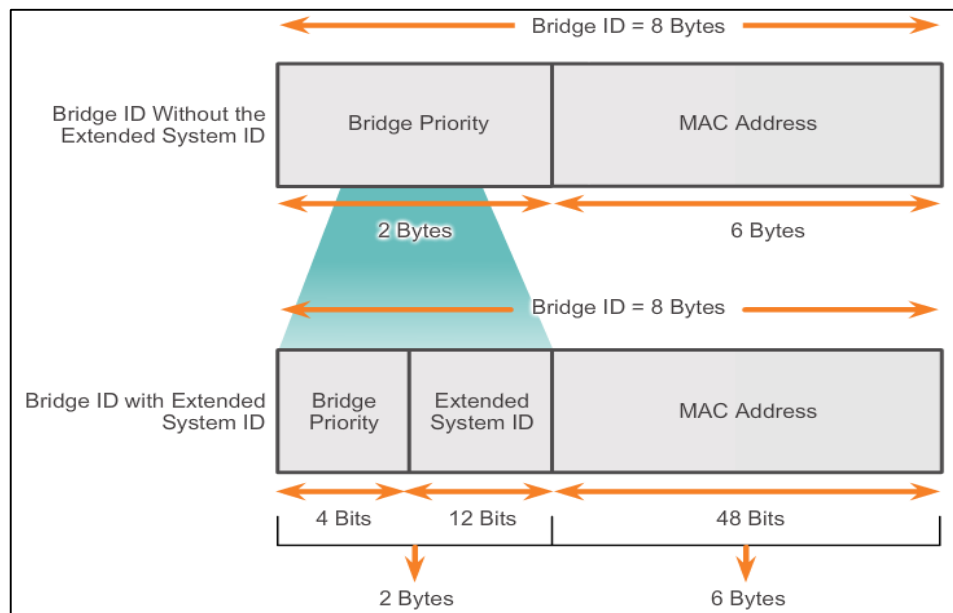 Bridge ID = 8 Bytes
Bridge ID Without the
Extended System ID
Bridge Priority
MAC Address
2 Bytes
6 Bytes
Bridge ID = 8 Bytes
Bridge ID with Extended
System ID
Bridge
Priority
Extended
System ID
MAC Address
4 Bits
12 Bits
48 Bits
2 Bytes
6 Bytes